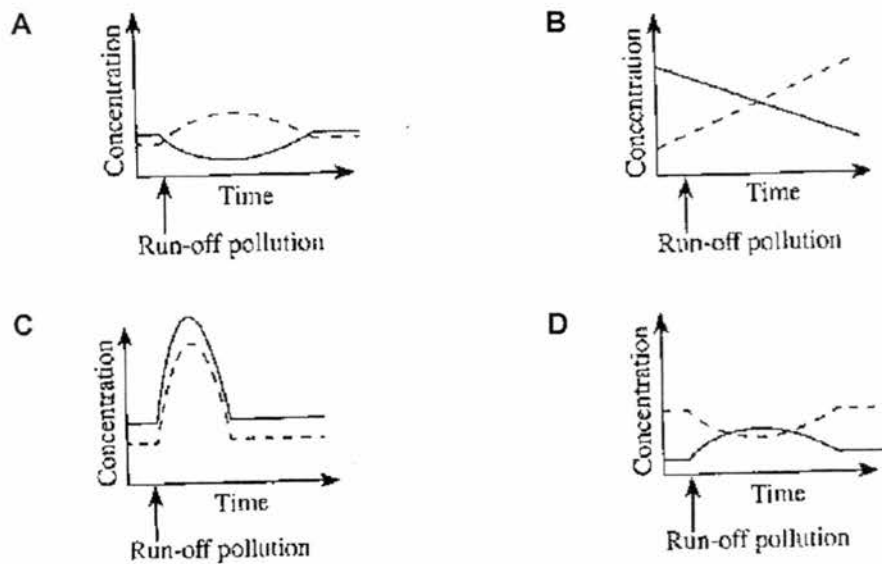 A
Concentration
Time
Run-off pollution
B
Concentration
Time
Run-off pollution
C
Concentration
Time
Run-off pollution
D
Concentration
Time
Run-off pollution